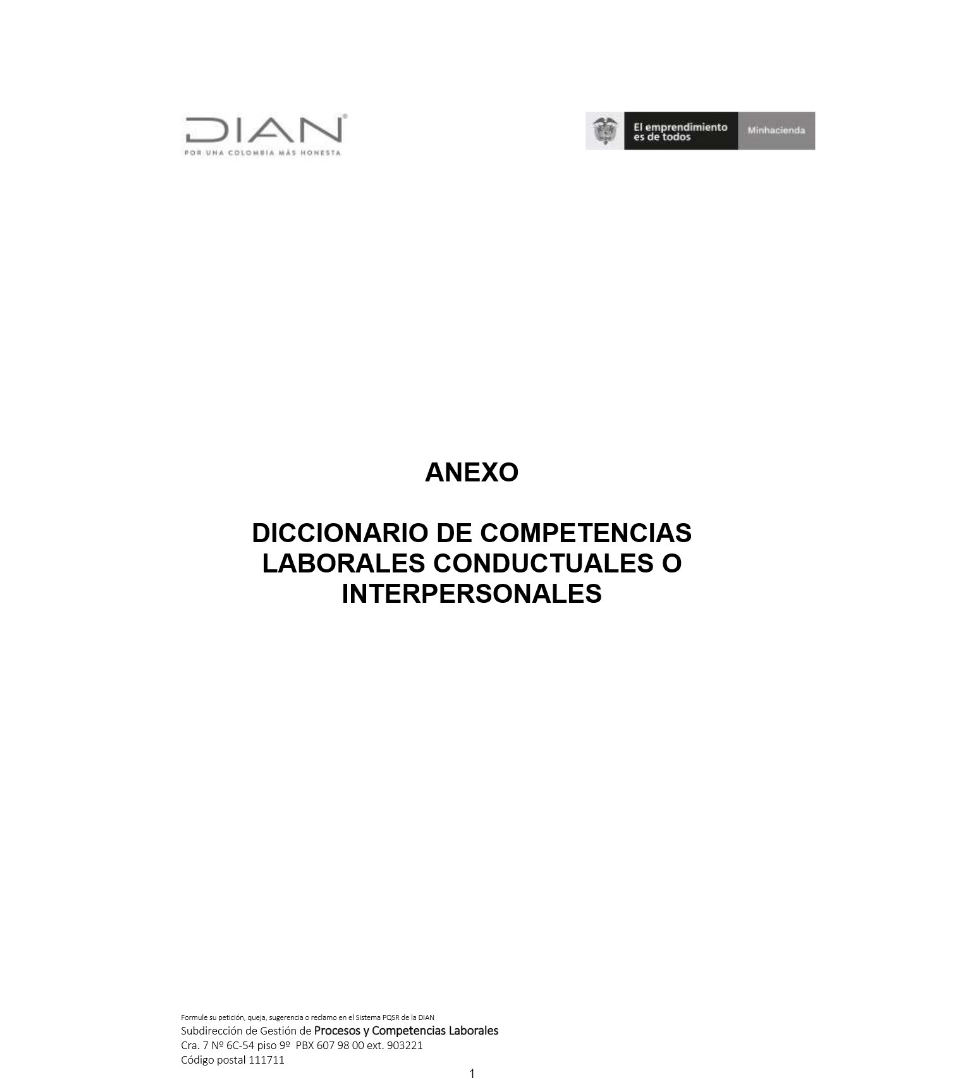 DIAN®
POR UNA COLOMBIA MÁS HONESTA
El emprendimiento
es de todos
Minhacienda
ANEXO
DICCIONARIO DE COMPETENCIAS
LABORALES CONDUCTUALES O
INTERPERSONALES
Formule su petición, queja, sugerencia o reclamo en el Sistema PQSR de la DIAN
Subdirección de Gestión de Procesos y Competencias Laborales
Cra. 7 Nº 6C-54 piso 9º PBX 607 98 00 ext. 903221
Código postal 111711
1